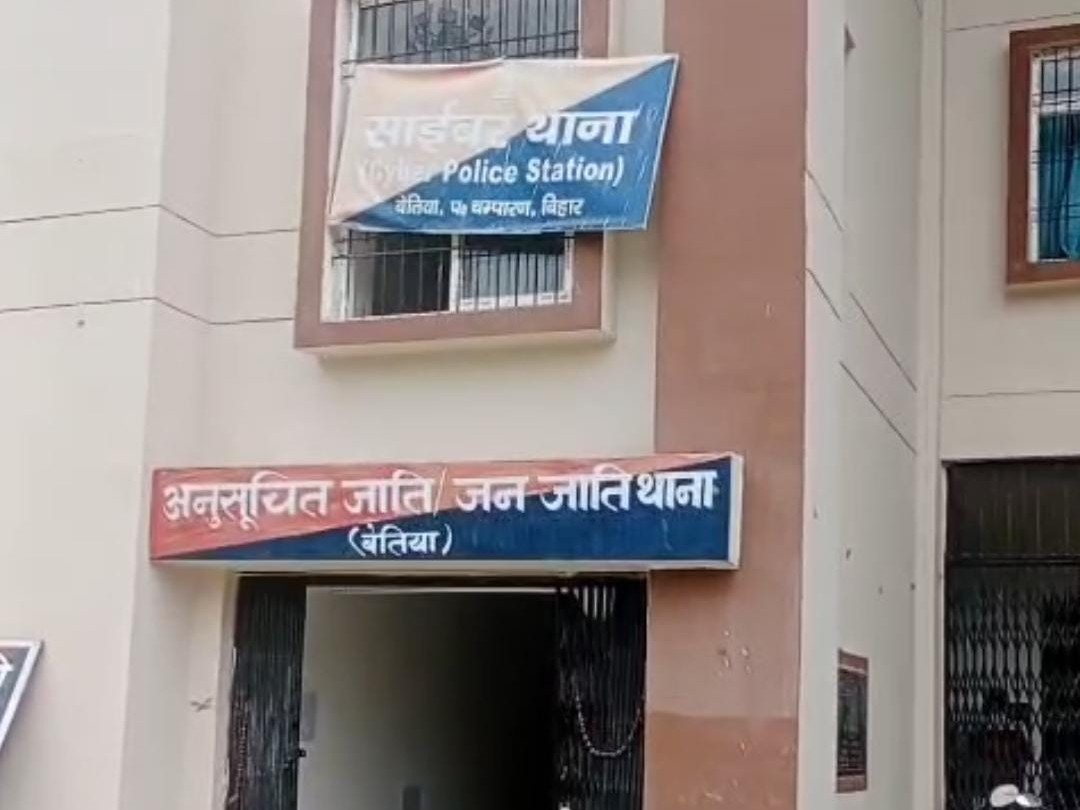 साईबर थाना
(Cyber Police Station)
बेतिया, प० चम्पारण, बिहार
अनुसूचित जाति/ जन जाति थाना
(बेतिया)